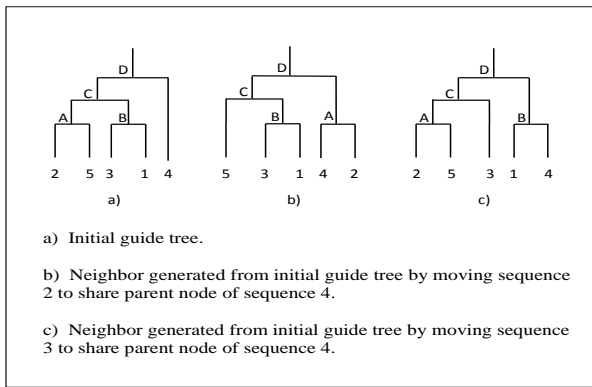 D D D
C C C
A B B A A B
2 5 3 1 4 5 3 1 4 2 2 5 3 1 4
a) b) c)
a) Initial guide tree.
b) Neighbor generated from initial guide tree by moving sequence
2 to share parent node of sequence 4.
c) Neighbor generated from initial guide tree by moving sequence
3 to share parent node of sequence 4.